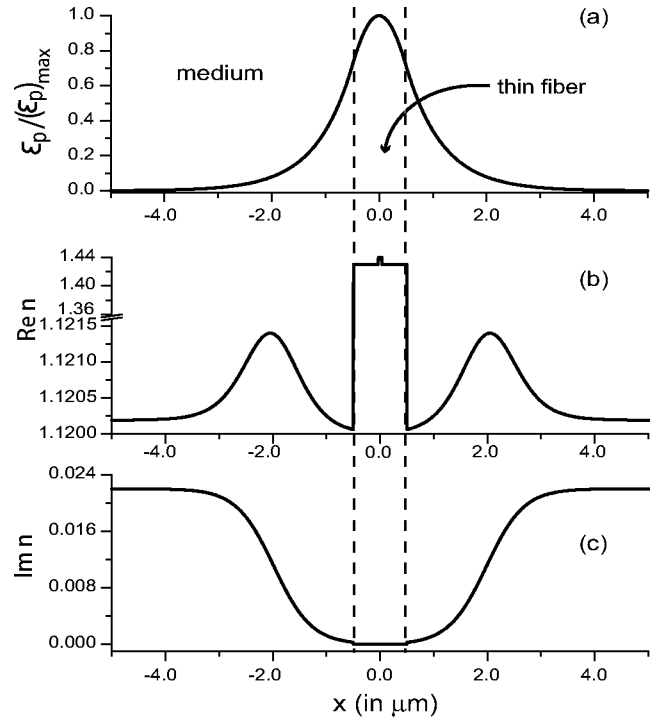 (a)
1.0
0.8
0.6
0.4
0.2
0.0
ε_p/(ε_p)_max
medium
thin fiber
-4.0 -2.0 0.0 2.0 4.0
(b)
1.44
1.40
1.36
1.1215
1.1210
1.1205
1.1200
Re n
-4.0 -2.0 0.0 2.0 4.0
(c)
0.024
0.016
0.008
0.000
Im n
-4.0 -2.0 0.0 2.0 4.0
x (in μm)